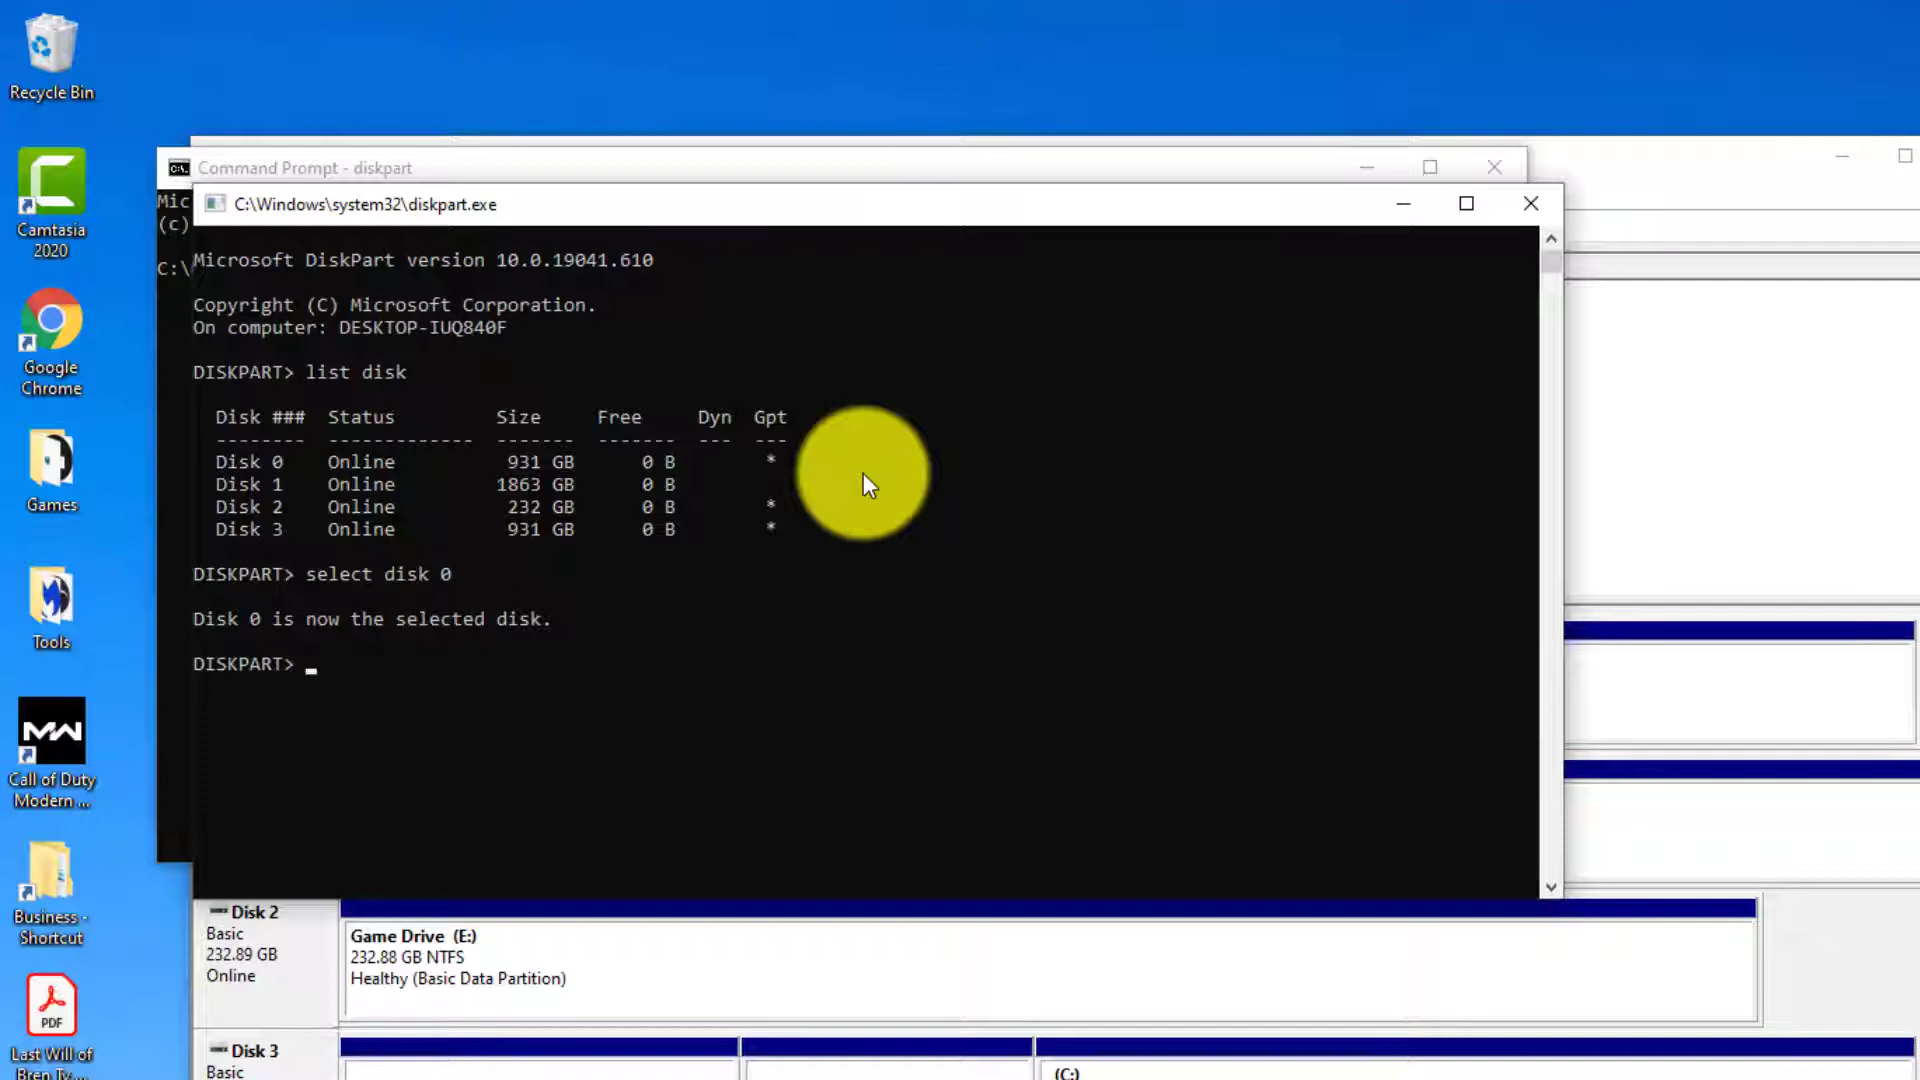 Recycle Bin
Camtasia
2020
Google
Chrome
Games
Tools
Call of Duty
Modern ...
Business -
Shortcut
PDF
Last Will of
Command Prompt - diskpart
Mic
(c)
C:\
C:\Windows\system32\diskpart.exe
Microsoft DiskPart version 10.0.19041.610
Copyright (C) Microsoft Corporation.
On computer: DESKTOP-IUQ840F
DISKPART> list disk
Disk ### Status Size Free Dyn Gpt
-------- ------------- ------- ------- --- ---
Disk 0 Online 931 GB 0 B *
Disk 1 Online 1863 GB 0 B
Disk 2 Online 232 GB 0 B *
Disk 3 Online 931 GB 0 B *
DISKPART> select disk 0
Disk 0 is now the selected disk.
DISKPART> _
Disk 2
Basic
232.89 GB
Online
Game Drive (E:)
232.88 GB NTFS
Healthy (Basic Data Partition)
Disk 3
Basic
(C:)